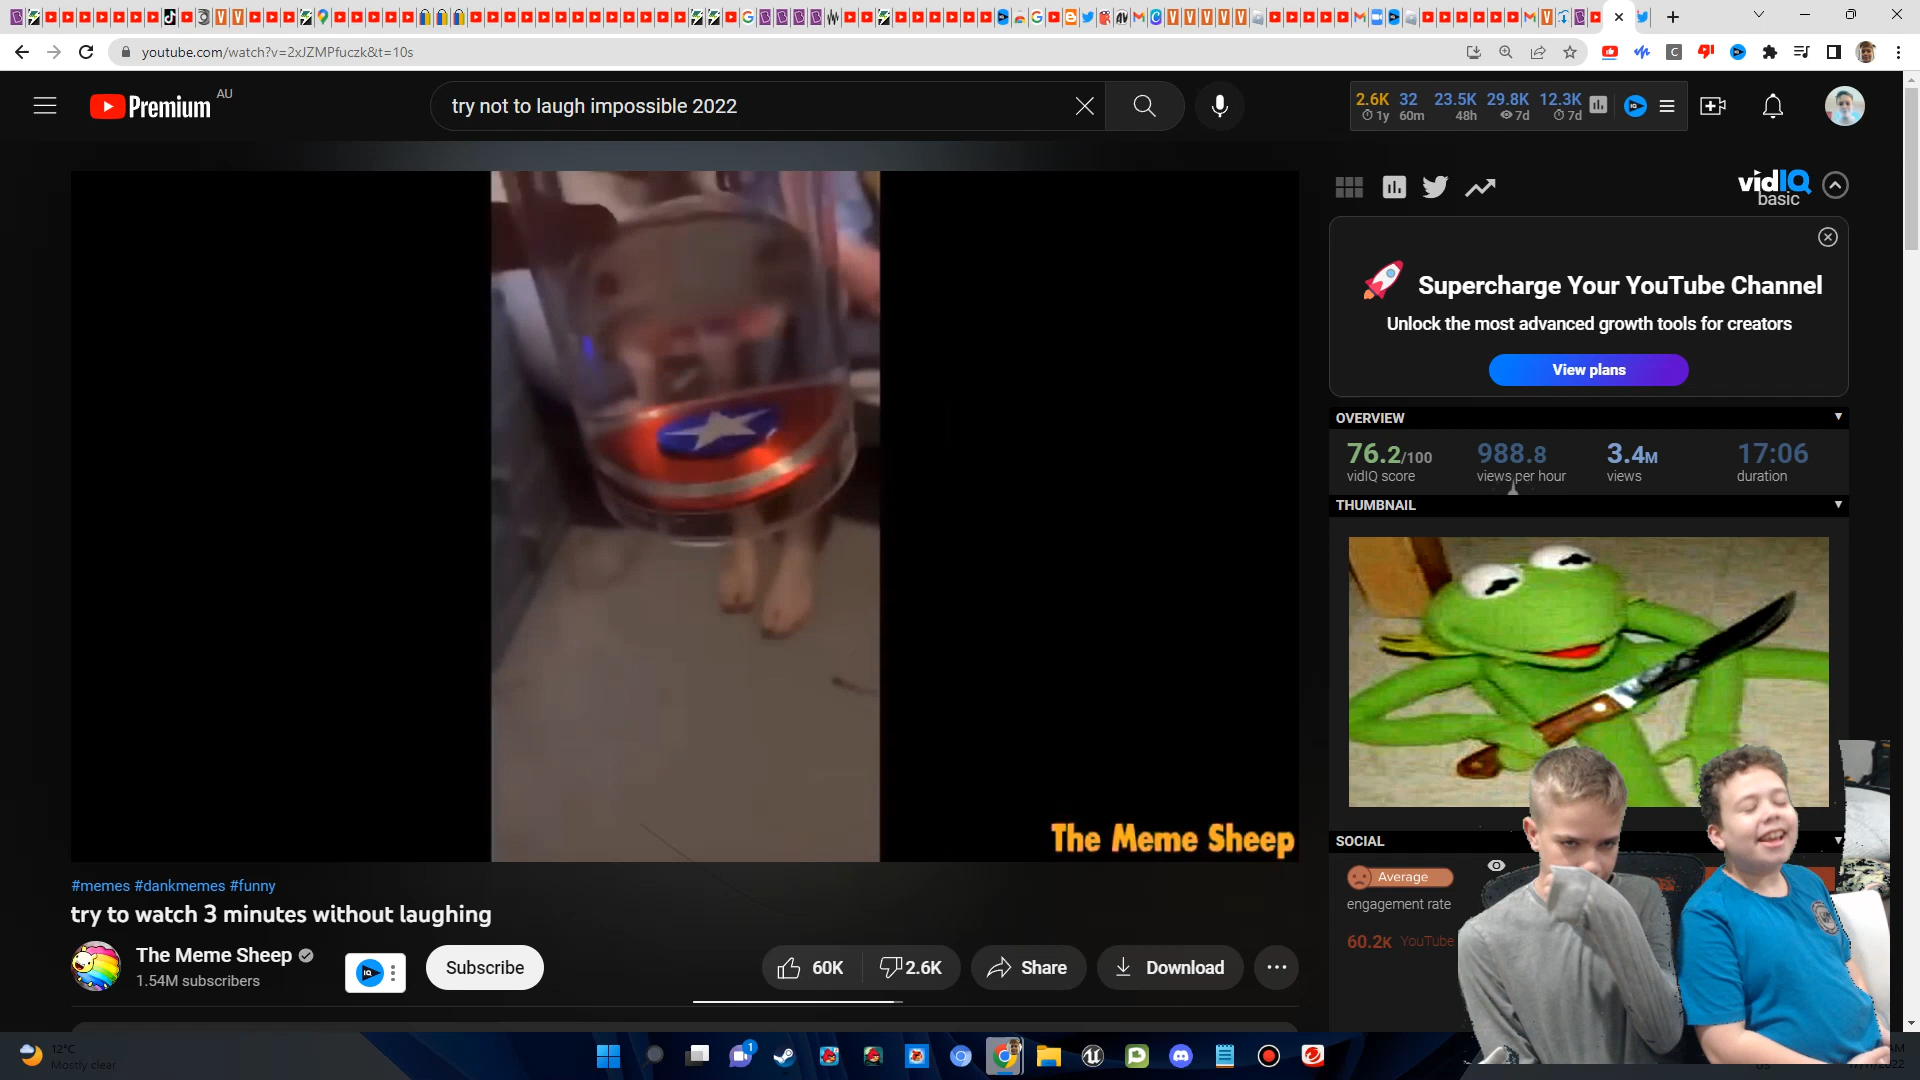 youtube.com/watch?v=2xJZMPfuczk&t=10s
Premium AU
try not to laugh impossible 2022
2.6K 32 23.5K 29.8K 12.3K
1y 60m 48h 7d 7d
vidIQ
basic
Supercharge Your YouTube Channel
Unlock the most advanced growth tools for creators
View plans
OVERVIEW
76.2/100 988.8 3.4M 17:06
vidIQ score views per hour views duration
THUMBNAIL
The Meme Sheep
SOCIAL
Average
engagement rate
60.2K YouTube
#memes #dankmemes #funny
try to watch 3 minutes without laughing
The Meme Sheep
1.54M subscribers
Subscribe
60K 2.6K Share Download
12°C
Mostly clear